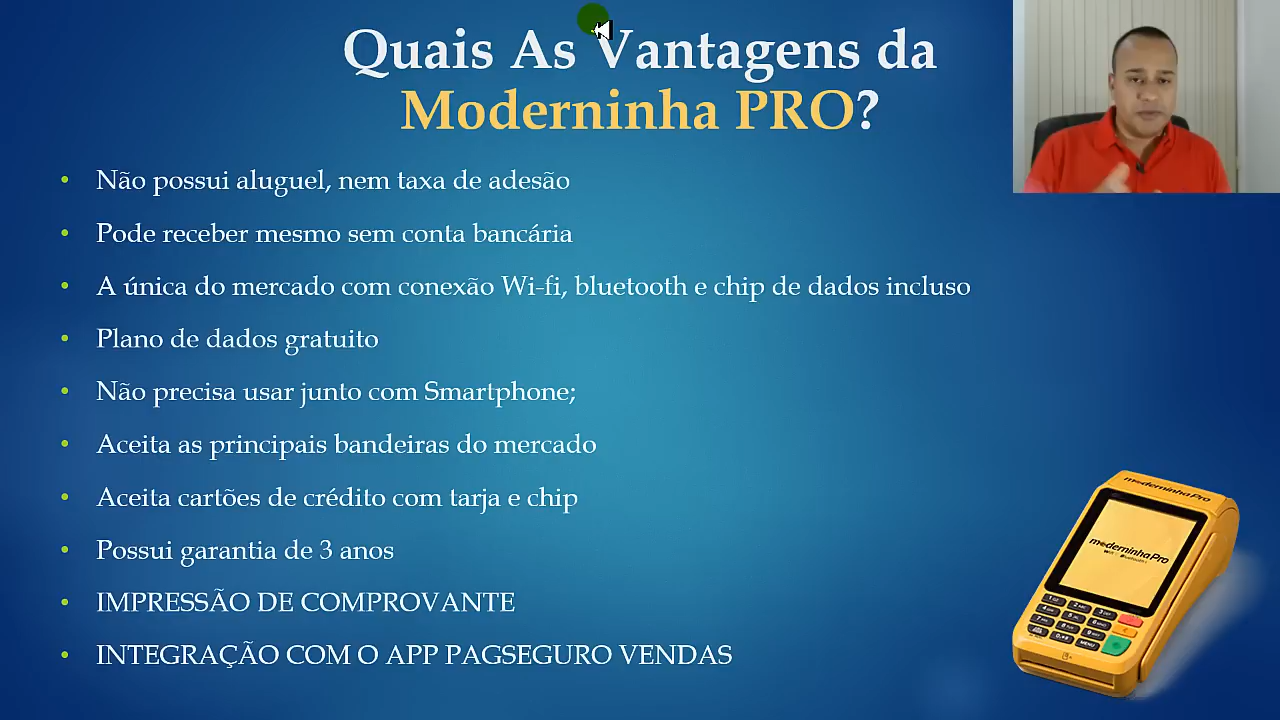 Quais As Vantagens da
Moderninha PRO?
• Não possui aluguel, nem taxa de adesão
• Pode receber mesmo sem conta bancária
• A única do mercado com conexão Wi-fi, bluetooth e chip de dados incluso
• Plano de dados gratuito
• Não precisa usar junto com Smartphone;
• Aceita as principais bandeiras do mercado
• Aceita cartões de crédito com tarja e chip
• Possui garantia de 3 anos
• IMPRESSÃO DE COMPROVANTE
• INTEGRAÇÃO COM O APP PAGSEGURO VENDAS
moderninha Pro
moderninha Pro